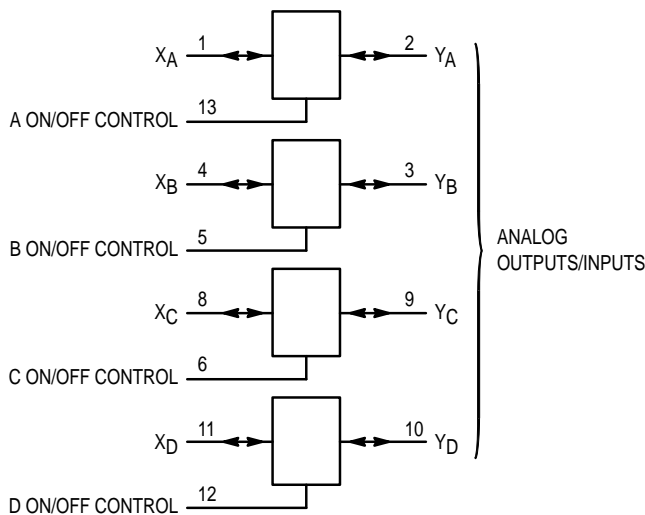 XA 1 2 YA
A ON/OFF CONTROL 13
XB 4 3 YB
B ON/OFF CONTROL 5
ANALOG
OUTPUTS/INPUTS
XC 8 9 YC
C ON/OFF CONTROL 6
XD 11 10 YD
D ON/OFF CONTROL 12